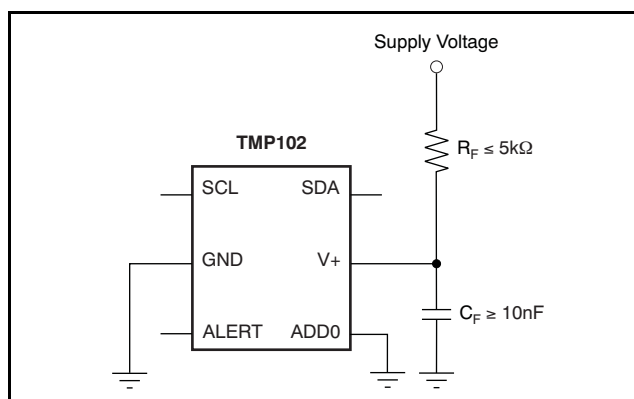 Supply Voltage
TMP102
R_F ≤ 5kΩ
SCL SDA
GND V+
C_F ≥ 10nF
ALERT ADD0